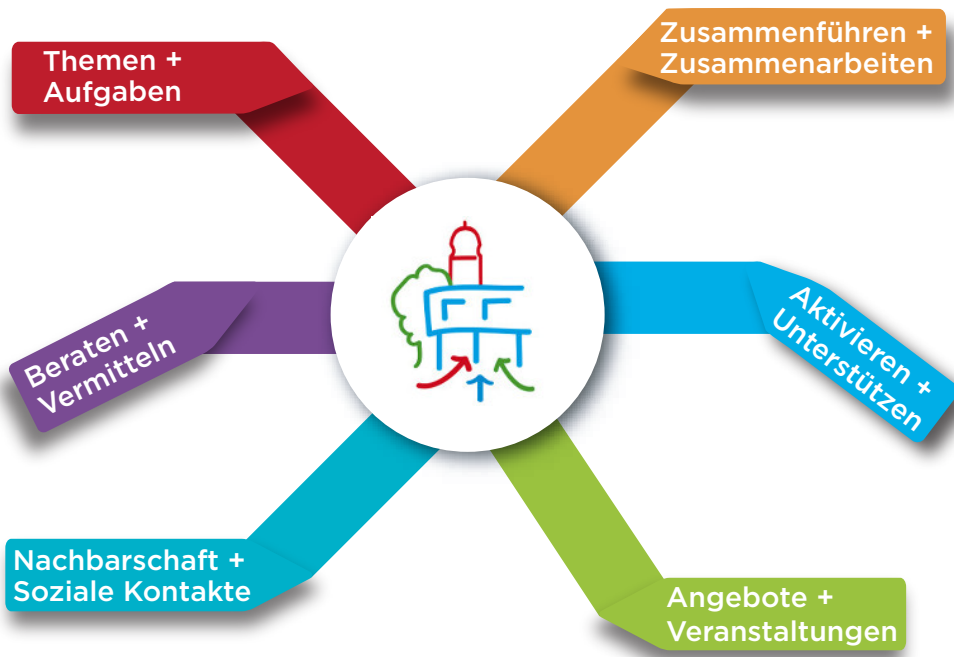 Themen +
Aufgaben
Zusammenführen +
Zusammenarbeiten
Beraten +
Vermitteln
Aktivieren +
Unterstützen
Nachbarschaft +
Soziale Kontakte
Angebote +
Veranstaltungen